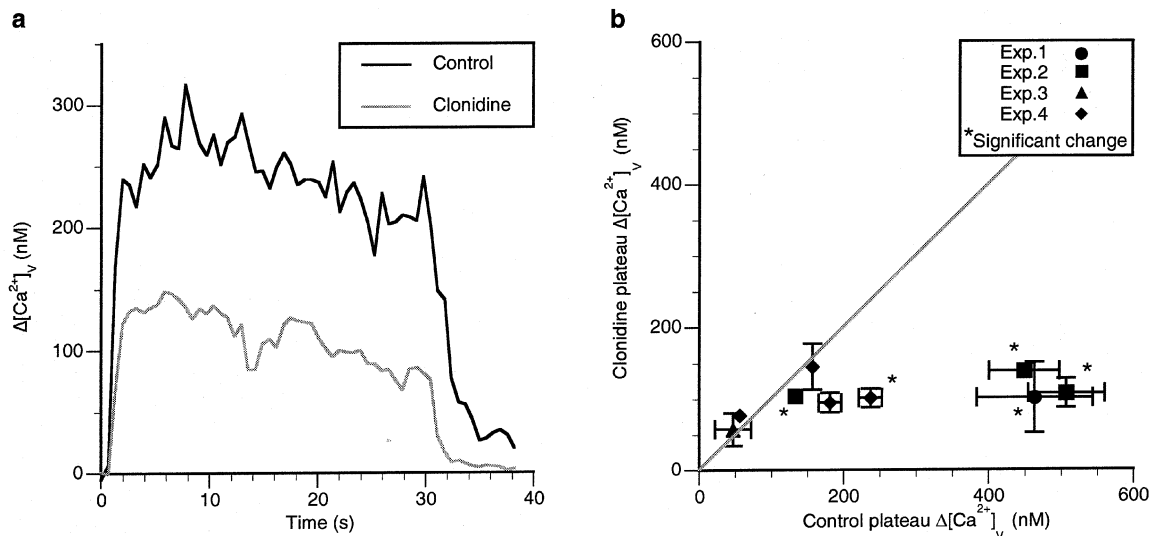 a
Control
Clonidine
300
200
100
0
Δ[Ca²⁺]ᵥ (nM)
0 10 20 30 40
Time (s)
b
600
400
200
0
Clonidine plateau Δ[Ca²⁺]ᵥ (nM)
Exp.1
Exp.2
Exp.3
Exp.4
*Significant change
*
*
*
*
*
0 200 400 600
Control plateau Δ[Ca²⁺]ᵥ (nM)